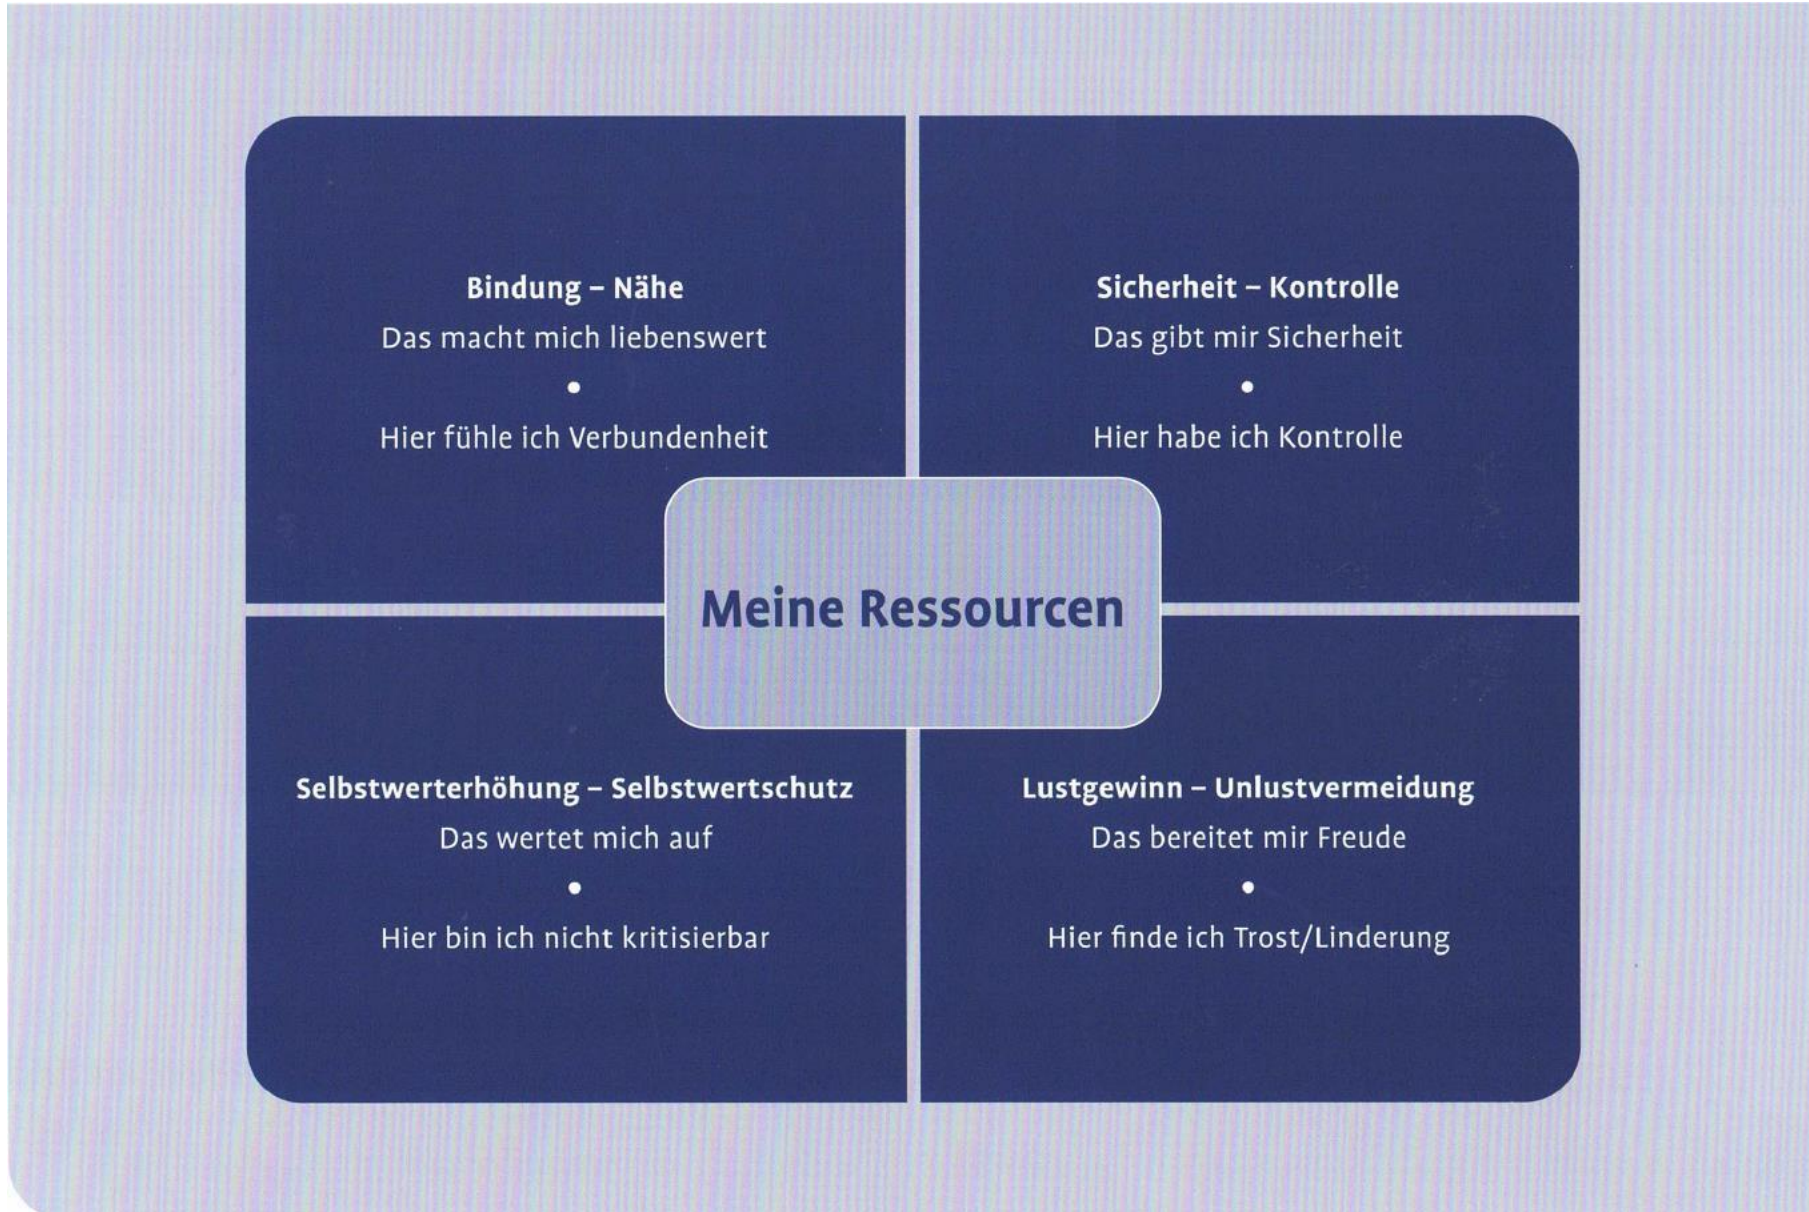 Bindung – Nähe
Das macht mich liebenswert
•
Hier fühle ich Verbundenheit
Sicherheit – Kontrolle
Das gibt mir Sicherheit
•
Hier habe ich Kontrolle
Meine Ressourcen
Selbstwerterhöhung – Selbstwertschutz
Das wertet mich auf
•
Hier bin ich nicht kritisierbar
Lustgewinn – Unlustvermeidung
Das bereitet mir Freude
•
Hier finde ich Trost/Linderung